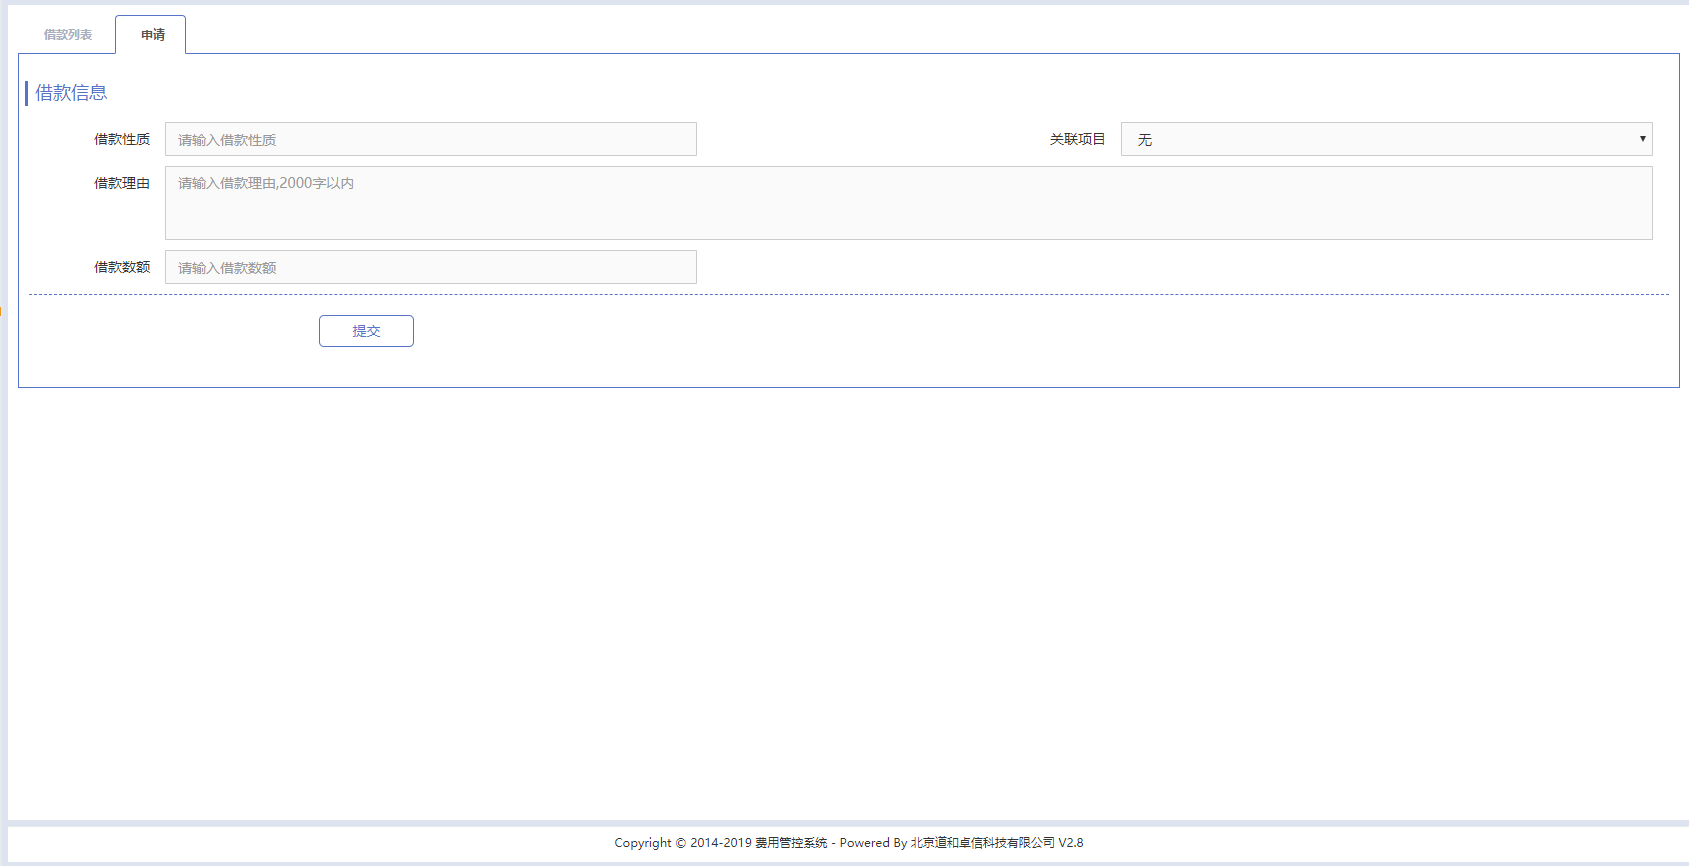 借款列表 申请
借款信息
借款性质 请输入借款性质 关联项目 无
借款理由 请输入借款理由,2000字以内
借款数额 请输入借款数额
提交
Copyright © 2014-2019 费用管控系统 - Powered By 北京道和卓信科技有限公司 V2.8